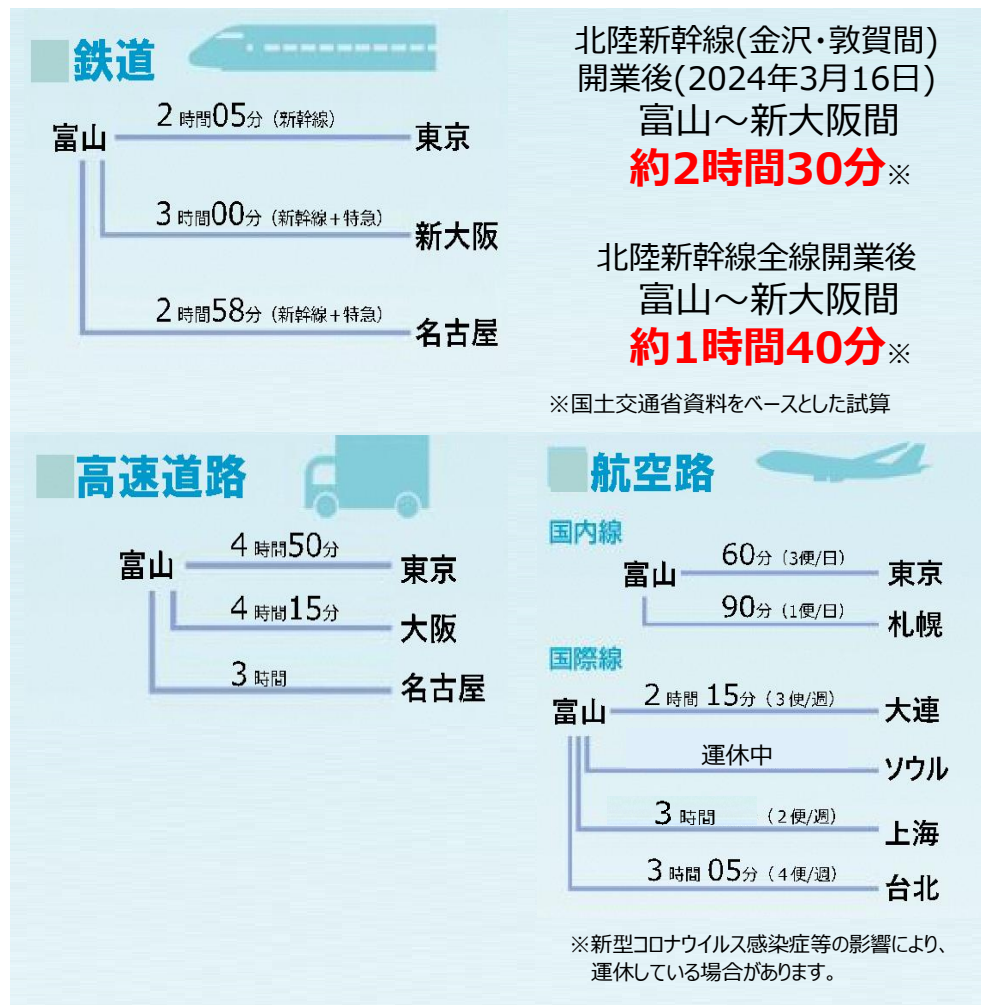 鉄道
富山
2時間05分（新幹線）
東京
3時間00分（新幹線+特急）
新大阪
2時間58分（新幹線+特急）
名古屋
北陸新幹線(金沢・敦賀間)
開業後(2024年3月16日)
富山～新大阪間
約2時間30分※
北陸新幹線全線開業後
富山～新大阪間
約1時間40分※
※国土交通省資料をベースとした試算
高速道路
富山
4時間50分
東京
4時間15分
大阪
3時間
名古屋
航空路
国内線
富山
60分（3便/日）
東京
90分（1便/日）
札幌
国際線
富山
2時間15分（3便/週）
大連
運休中
ソウル
3時間（2便/週）
上海
3時間05分（4便/週）
台北
※新型コロナウイルス感染症等の影響により、
運休している場合があります。